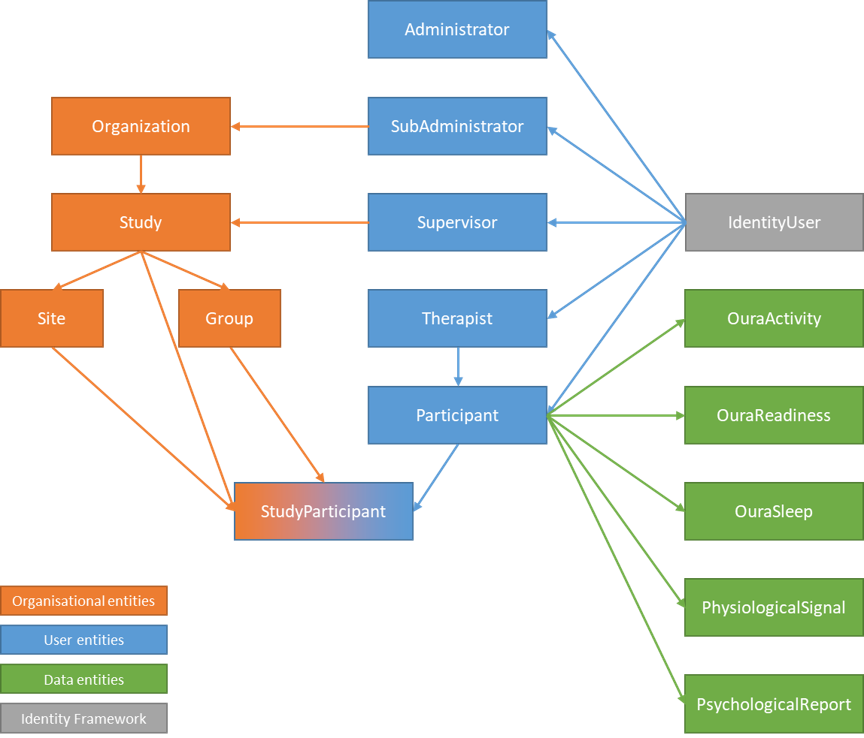 Administrator
Organization
SubAdministrator
Study
Supervisor
IdentityUser
Site
Group
Therapist
OuraActivity
Participant
OuraReadiness
StudyParticipant
OuraSleep
Organisational entities
PhysiologicalSignal
User entities
Data entities
PsychologicalReport
Identity Framework